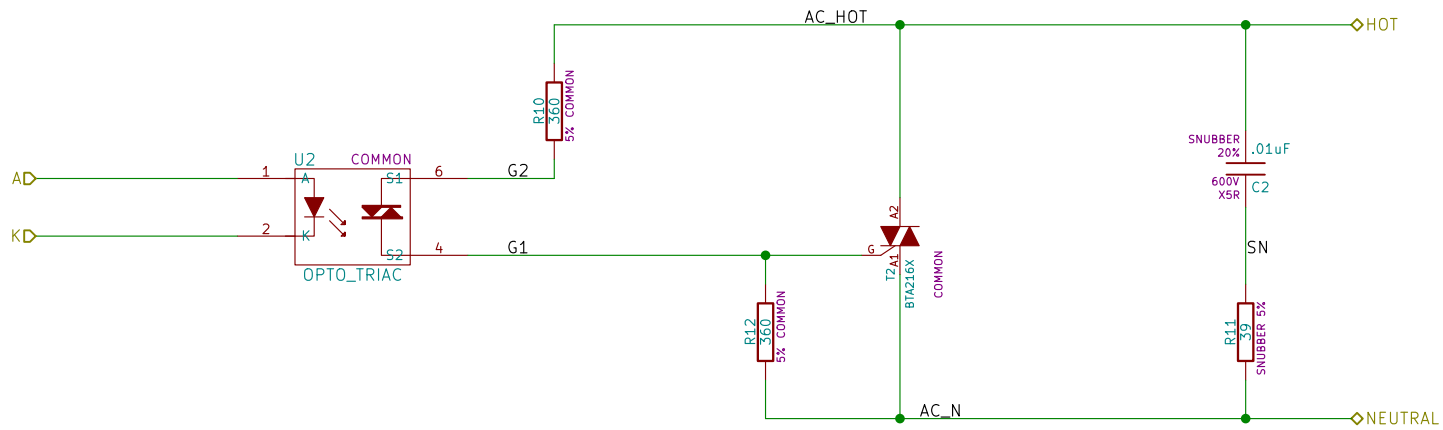 AC_HOT
HOT
R10
360
5% COMMON
SNUBBER
20%
.01uF
600V
X5R
C2
U2
COMMON
A
1
A
S1
6
G2
K
2
K
S2
4
G1
OPTO_TRIAC
A2
G
A1
T2
BTA216X
COMMON
SN
R12
360
5% COMMON
R11
39
SNUBBER 5%
AC_N
NEUTRAL